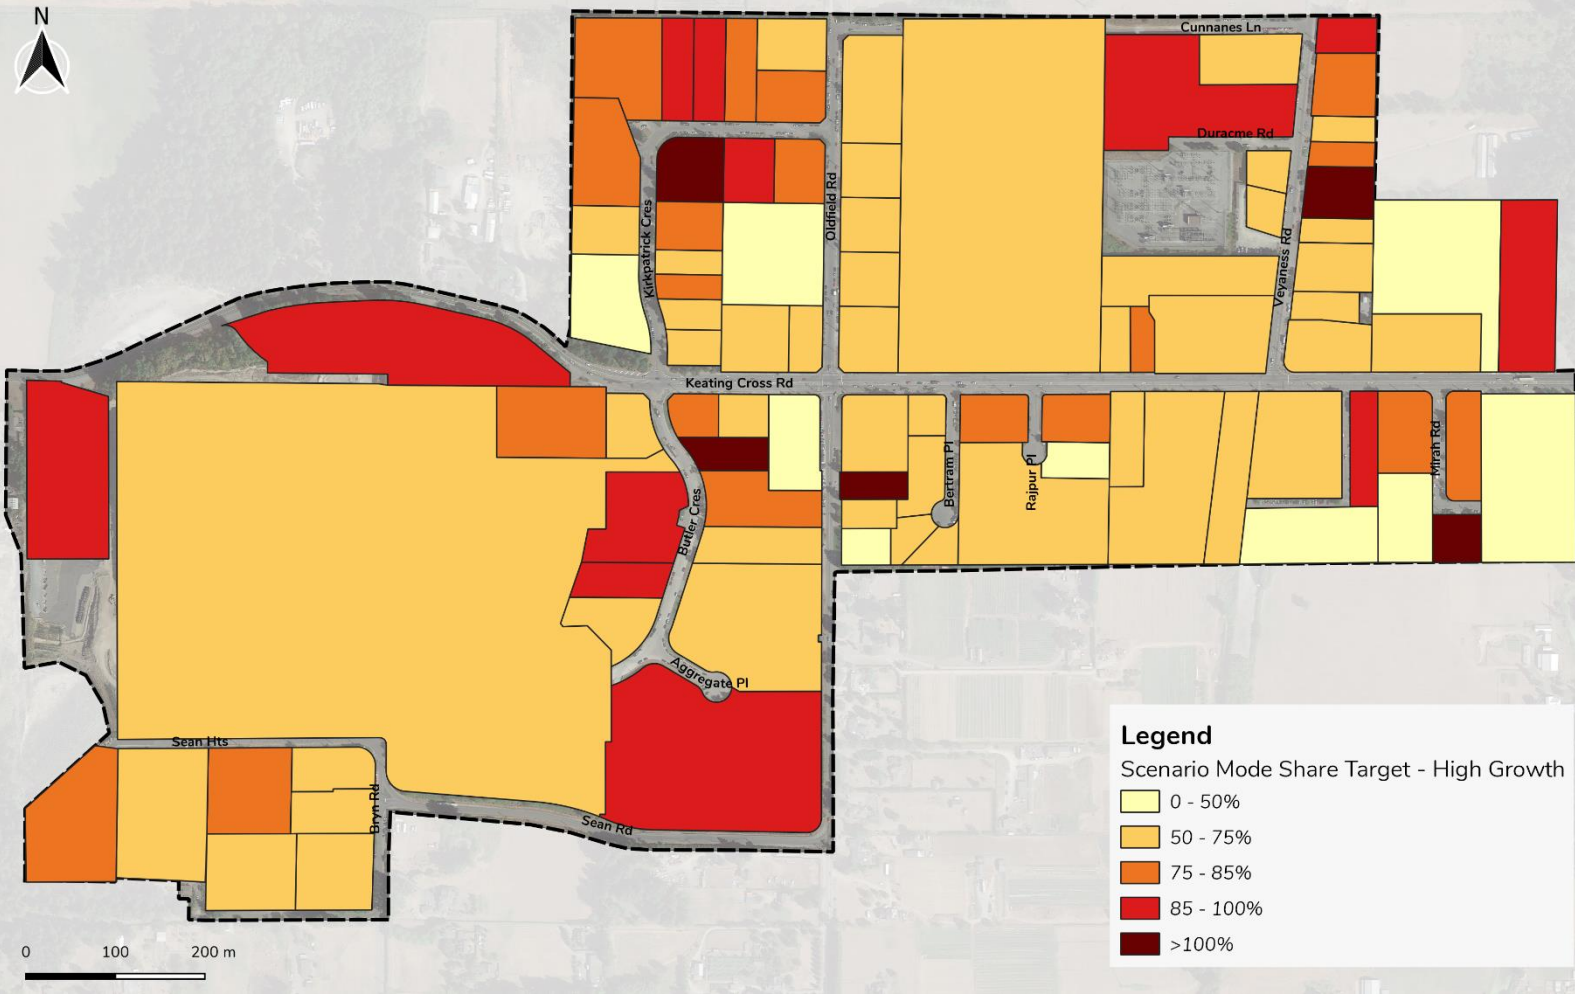 N
Cunnanes Ln
Duracme Rd
Oldfield Rd
Kirkpatrick Cres
Veyaness Rd
Keating Cross Rd
Mirah Rd
Bertram Pl
Rajpur Pl
Butler Cres
Aggregate Pl
Sean Hts
Bryn Rd
Sean Rd
Legend
Scenario Mode Share Target - High Growth
0 - 50%
50 - 75%
75 - 85%
85 - 100%
>100%
0 100 200 m